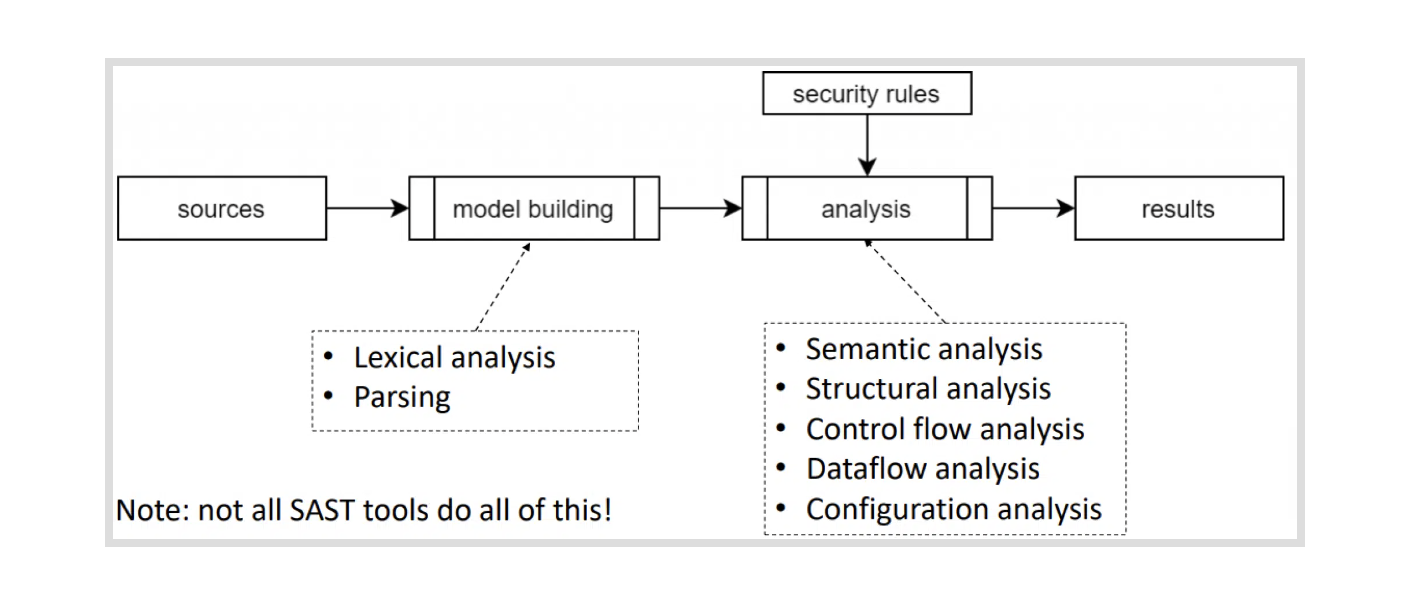 security rules
sources
model building
analysis
results
• Lexical analysis
• Parsing
• Semantic analysis
• Structural analysis
• Control flow analysis
• Dataflow analysis
• Configuration analysis
Note: not all SAST tools do all of this!